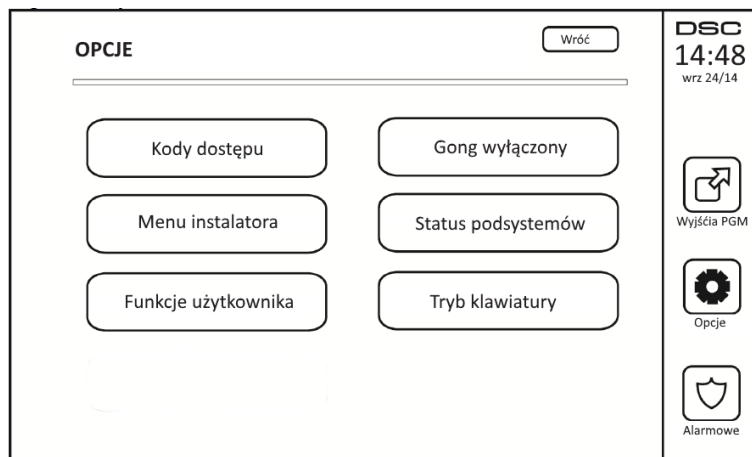 OPCJE
Wróć
DSC
14:48
wrz 24/14
Kody dostępu
Gong wyłączony
Menu instalatora
Status podsystemów
Wyjśćia PGM
Funkcje użytkownika
Tryb klawiatury
Opcje
Alarmowe